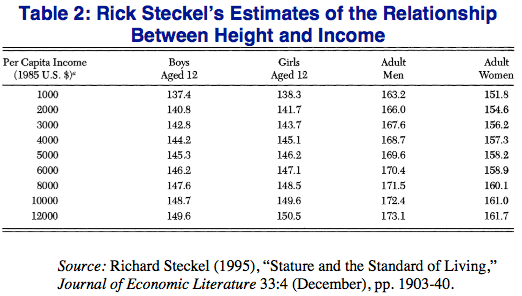 Table 2: Rick Steckel's Estimates of the Relationship
Between Height and Income
Per Capita Income Boys Girls Adult Adult
(1985 U.S. $)ᵃ Aged 12 Aged 12 Men Women
1000 137.4 138.3 163.2 151.8
2000 140.8 141.7 166.0 154.6
3000 142.8 143.7 167.6 156.2
4000 144.2 145.1 168.7 157.3
5000 145.3 146.2 169.6 158.2
6000 146.2 147.1 170.4 158.9
8000 147.6 148.5 171.5 160.1
10000 148.7 149.6 172.4 161.0
12000 149.6 150.5 173.1 161.7
Source: Richard Steckel (1995), “Stature and the Standard of Living,”
Journal of Economic Literature 33:4 (December), pp. 1903-40.